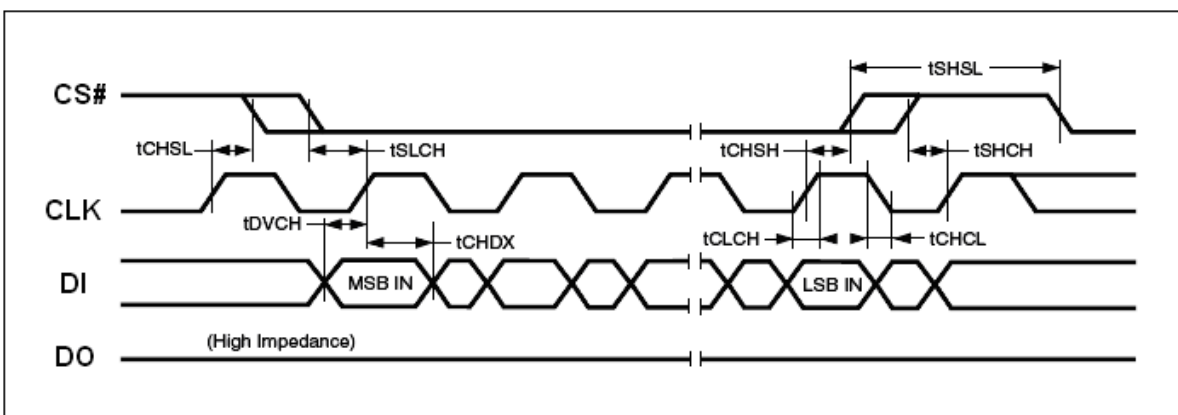 tSHSL
CS#
tCHSL
tSLCH
tCHSH
tSHCH
CLK
tDVCH
tCHDX
tCLCH
tCHCL
DI
MSB IN
LSB IN
(High Impedance)
DO